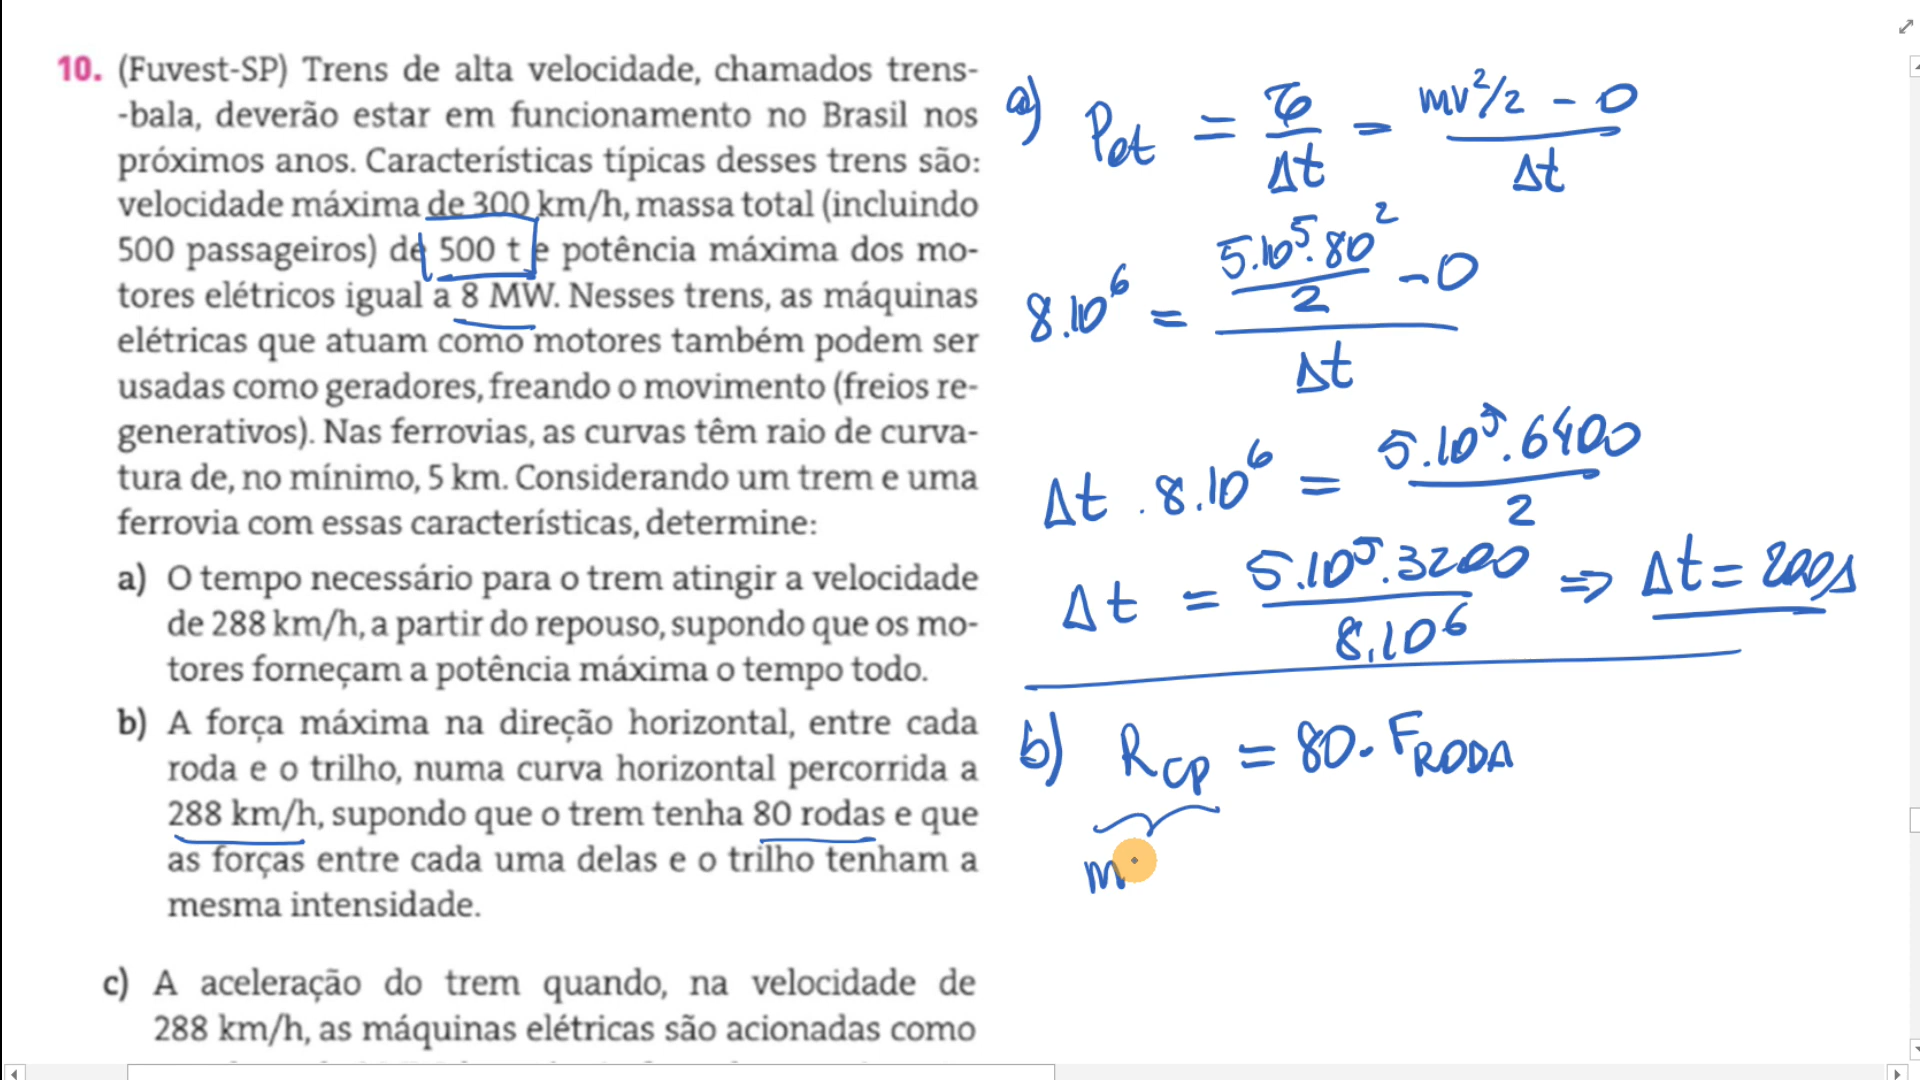 10. (Fuvest-SP) Trens de alta velocidade, chamados trens-
-bala, deverão estar em funcionamento no Brasil nos
próximos anos. Características típicas desses trens são:
velocidade máxima de 300 km/h, massa total (incluindo
500 passageiros) de 500 t e potência máxima dos mo-
tores elétricos igual a 8 MW. Nesses trens, as máquinas
elétricas que atuam como motores também podem ser
usadas como geradores, freando o movimento (freios re-
generativos). Nas ferrovias, as curvas têm raio de curva-
tura de, no mínimo, 5 km. Considerando um trem e uma
ferrovia com essas características, determine:
a) O tempo necessário para o trem atingir a velocidade
de 288 km/h, a partir do repouso, supondo que os mo-
tores forneçam a potência máxima o tempo todo.
b) A força máxima na direção horizontal, entre cada
roda e o trilho, numa curva horizontal percorrida a
288 km/h, supondo que o trem tenha 80 rodas e que
as forças entre cada uma delas e o trilho tenham a
mesma intensidade.
c) A aceleração do trem quando, na velocidade de
288 km/h, as máquinas elétricas são acionadas como
a) Pot = τ/Δt = (mv²/2 - 0)/Δt
8.10⁶ = (5.10⁵.80²/2 - 0)/Δt
Δt . 8.10⁶ = 5.10⁵.6400/2
Δt = 5.10⁵.3200/8.10⁶ ⇒ Δt = 200s
b) RCP = 80. FRODA
m